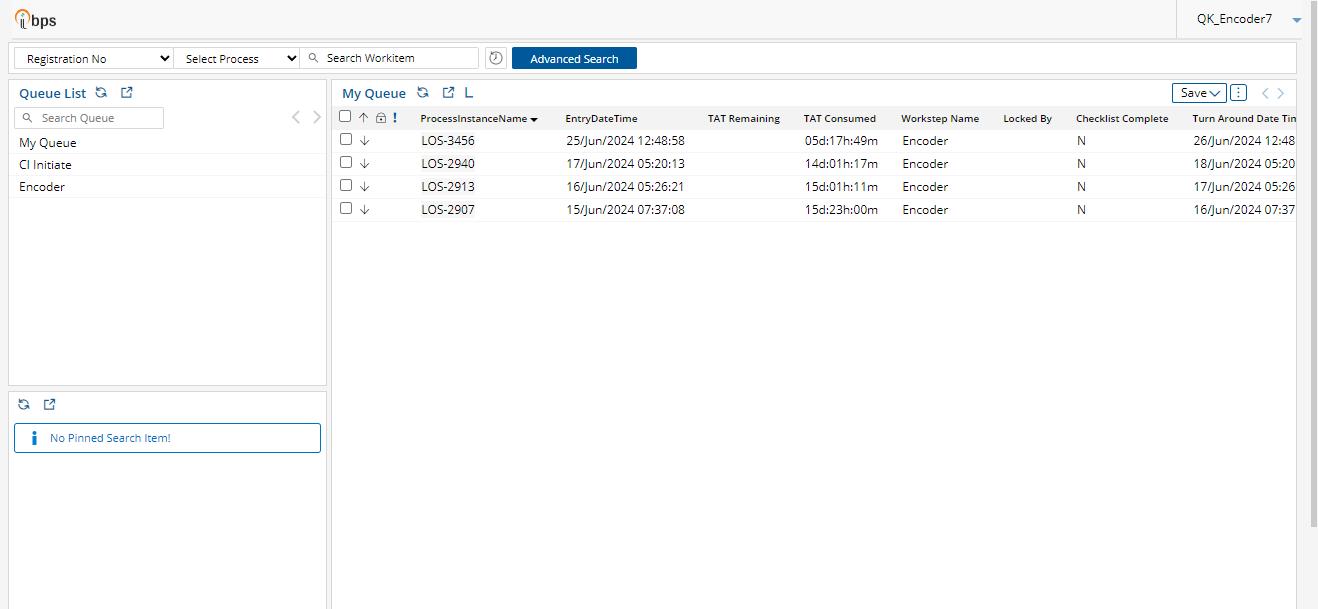 ibps
QK_Encoder7
Registration No Select Process Search Workitem Advanced Search
Queue List
Search Queue
My Queue
CI Initiate
Encoder
No Pinned Search Item!
My Queue L Save
ProcessInstanceName EntryDateTime TAT Remaining TAT Consumed Workstep Name Locked By Checklist Complete Turn Around Date Tim
LOS-3456 25/Jun/2024 12:48:58 05d:17h:49m Encoder N 26/Jun/2024 12:48
LOS-2940 17/Jun/2024 05:20:13 14d:01h:17m Encoder N 18/Jun/2024 05:20
LOS-2913 16/Jun/2024 05:26:21 15d:01h:11m Encoder N 17/Jun/2024 05:26
LOS-2907 15/Jun/2024 07:37:08 15d:23h:00m Encoder N 16/Jun/2024 07:37